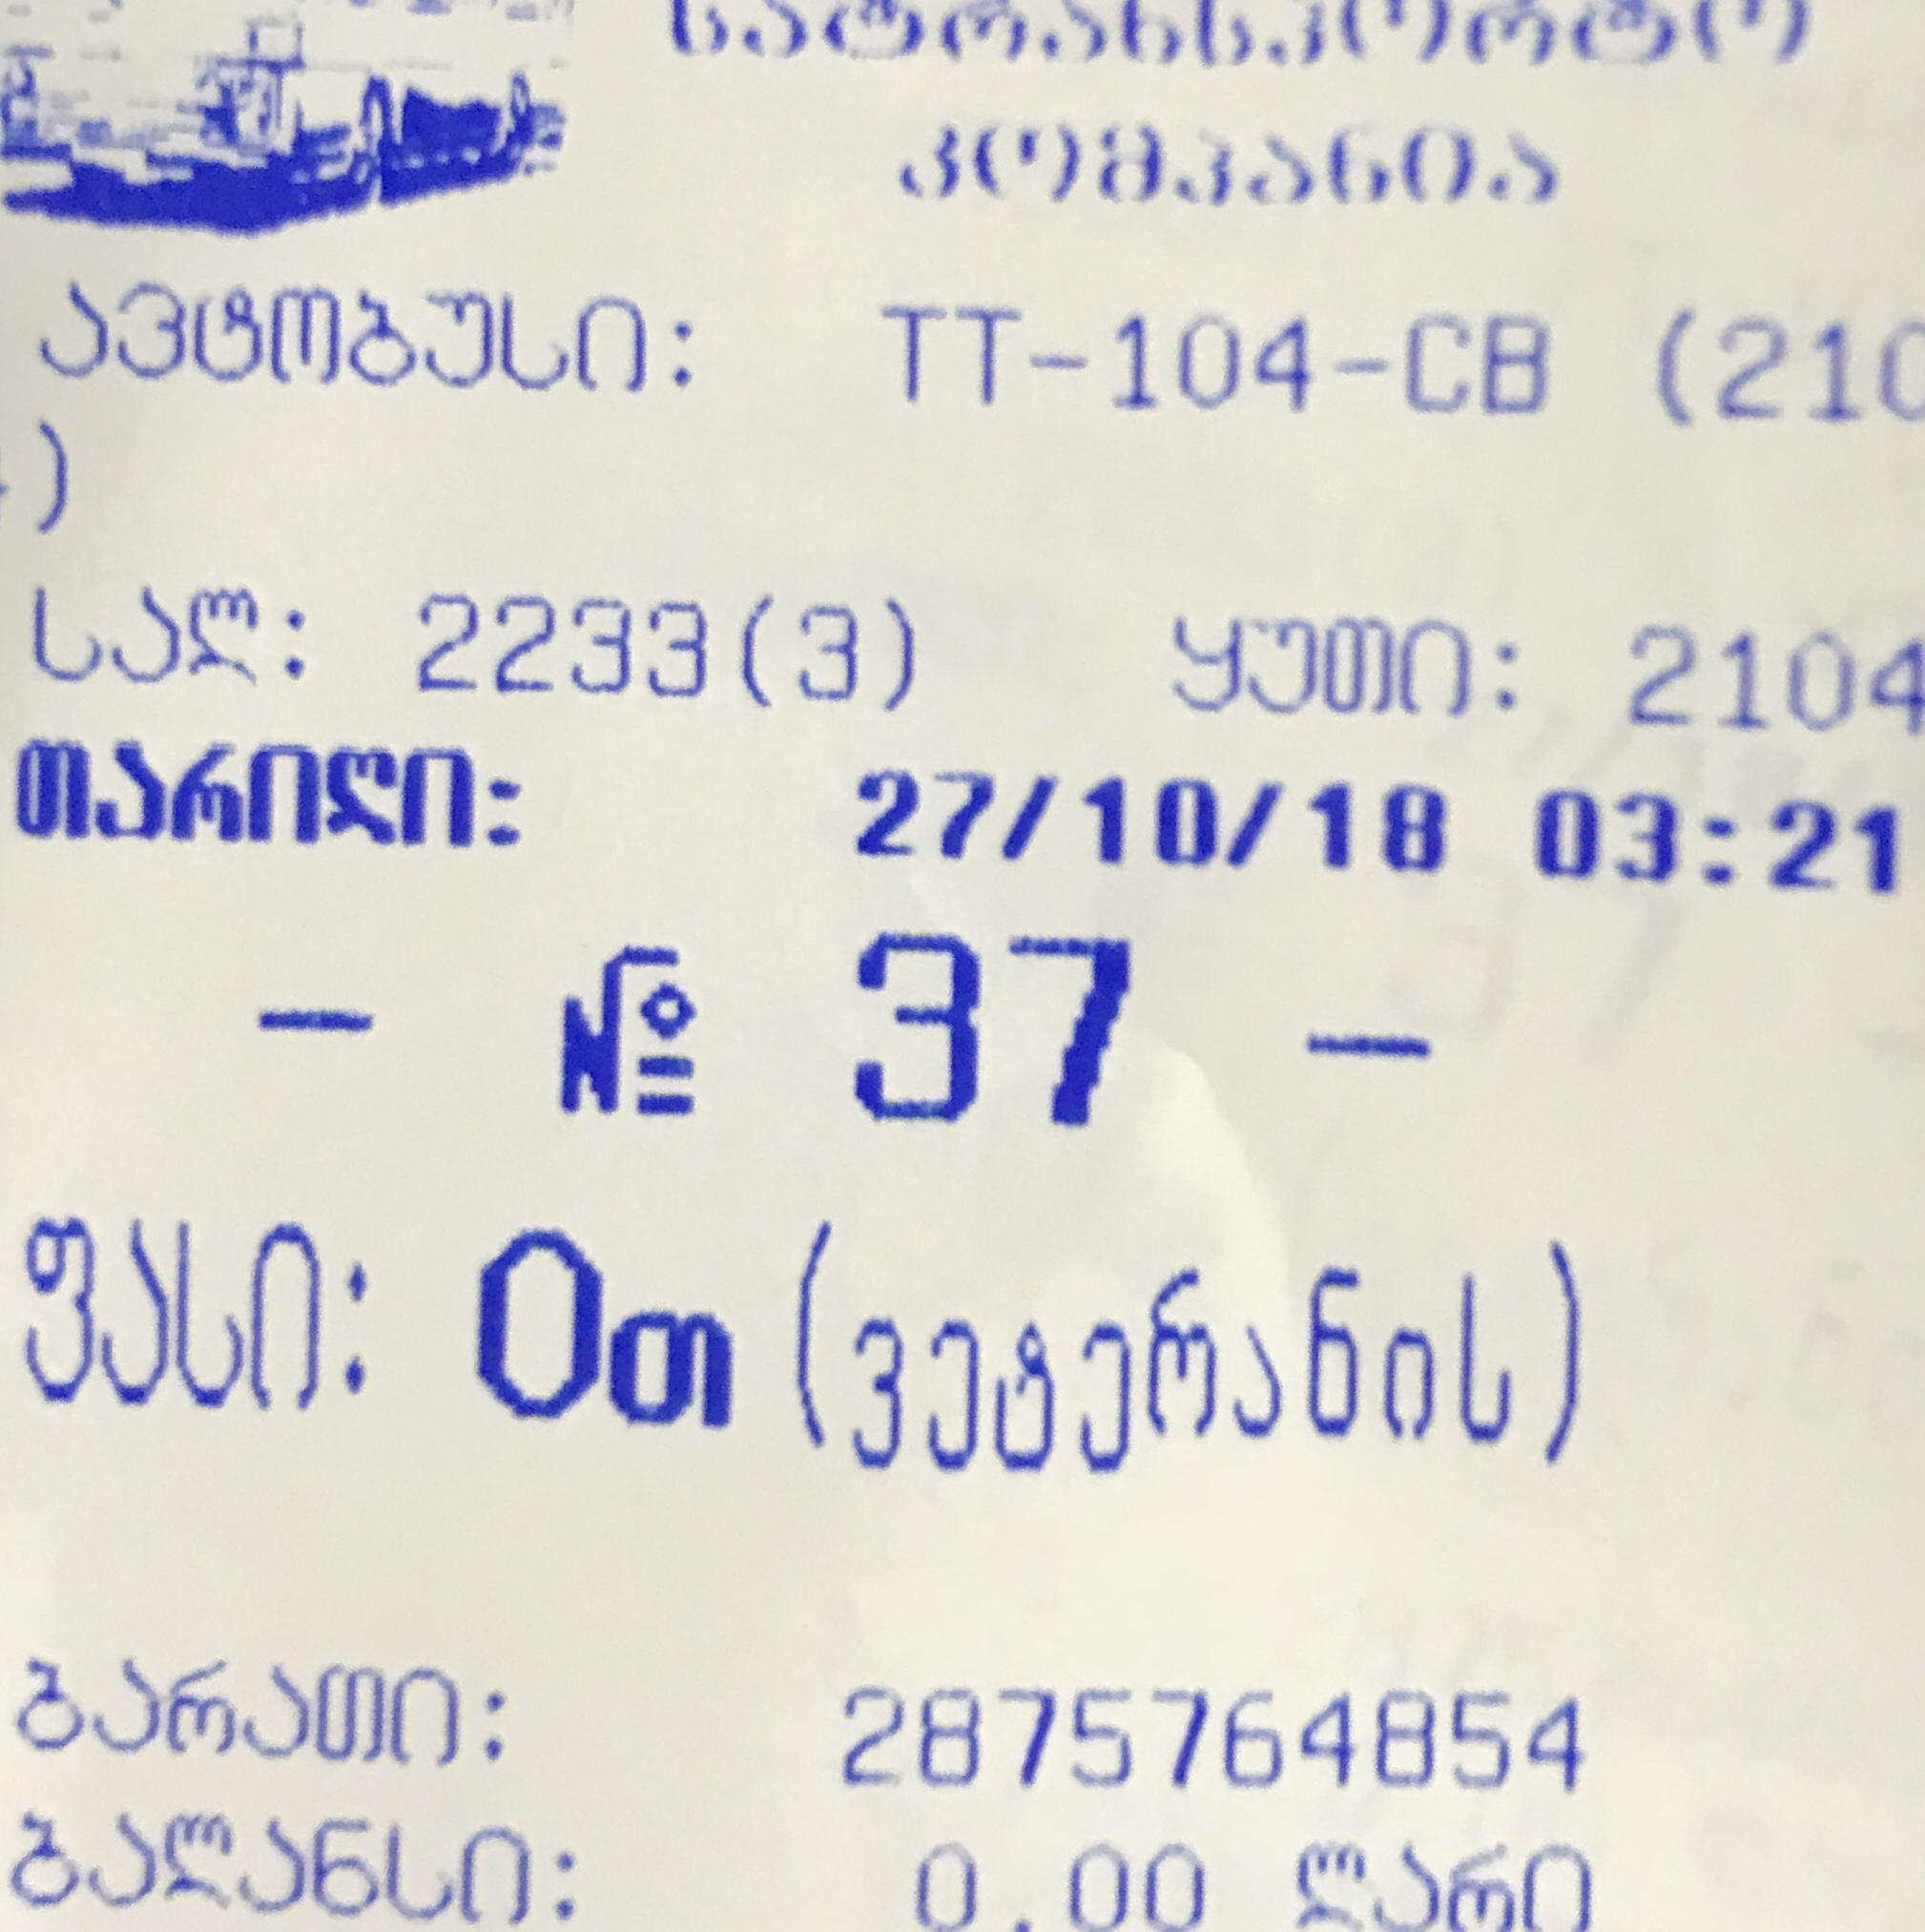 სატრანსპორტო
კომპანია
ავტობუსი: TT-104-CB (210
)
სალ: 2233(3) ყუთი: 2104
თარიღი: 27/10/18 03:21
- № 37 -
ფასი: 0თ (ვეტერანის)
ბარათი: 2875764854
ბალანსი: 0.00 ლარი